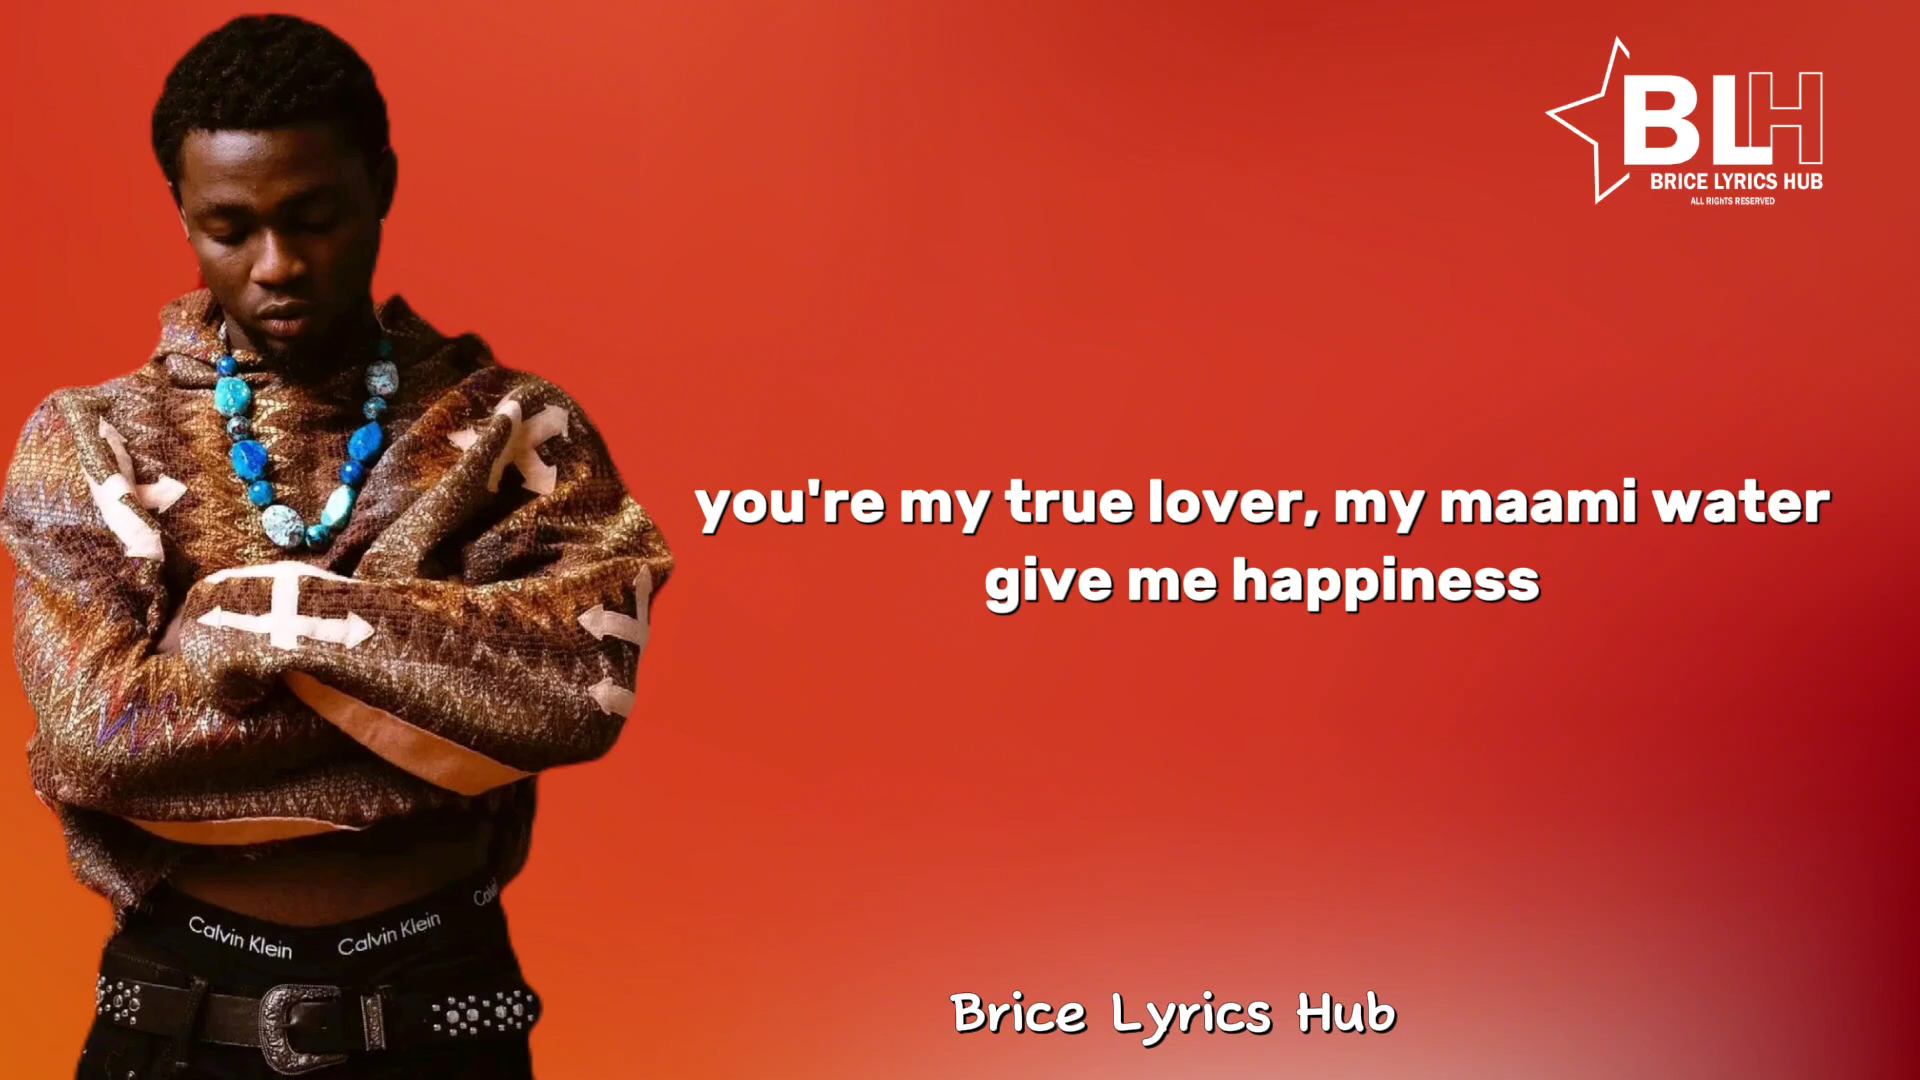 BLH
BRICE LYRICS HUB
ALL RIGHTS RESERVED
you're my true lover, my maami water
give me happiness
Calvin Klein Calvin Klein
Brice Lyrics Hub